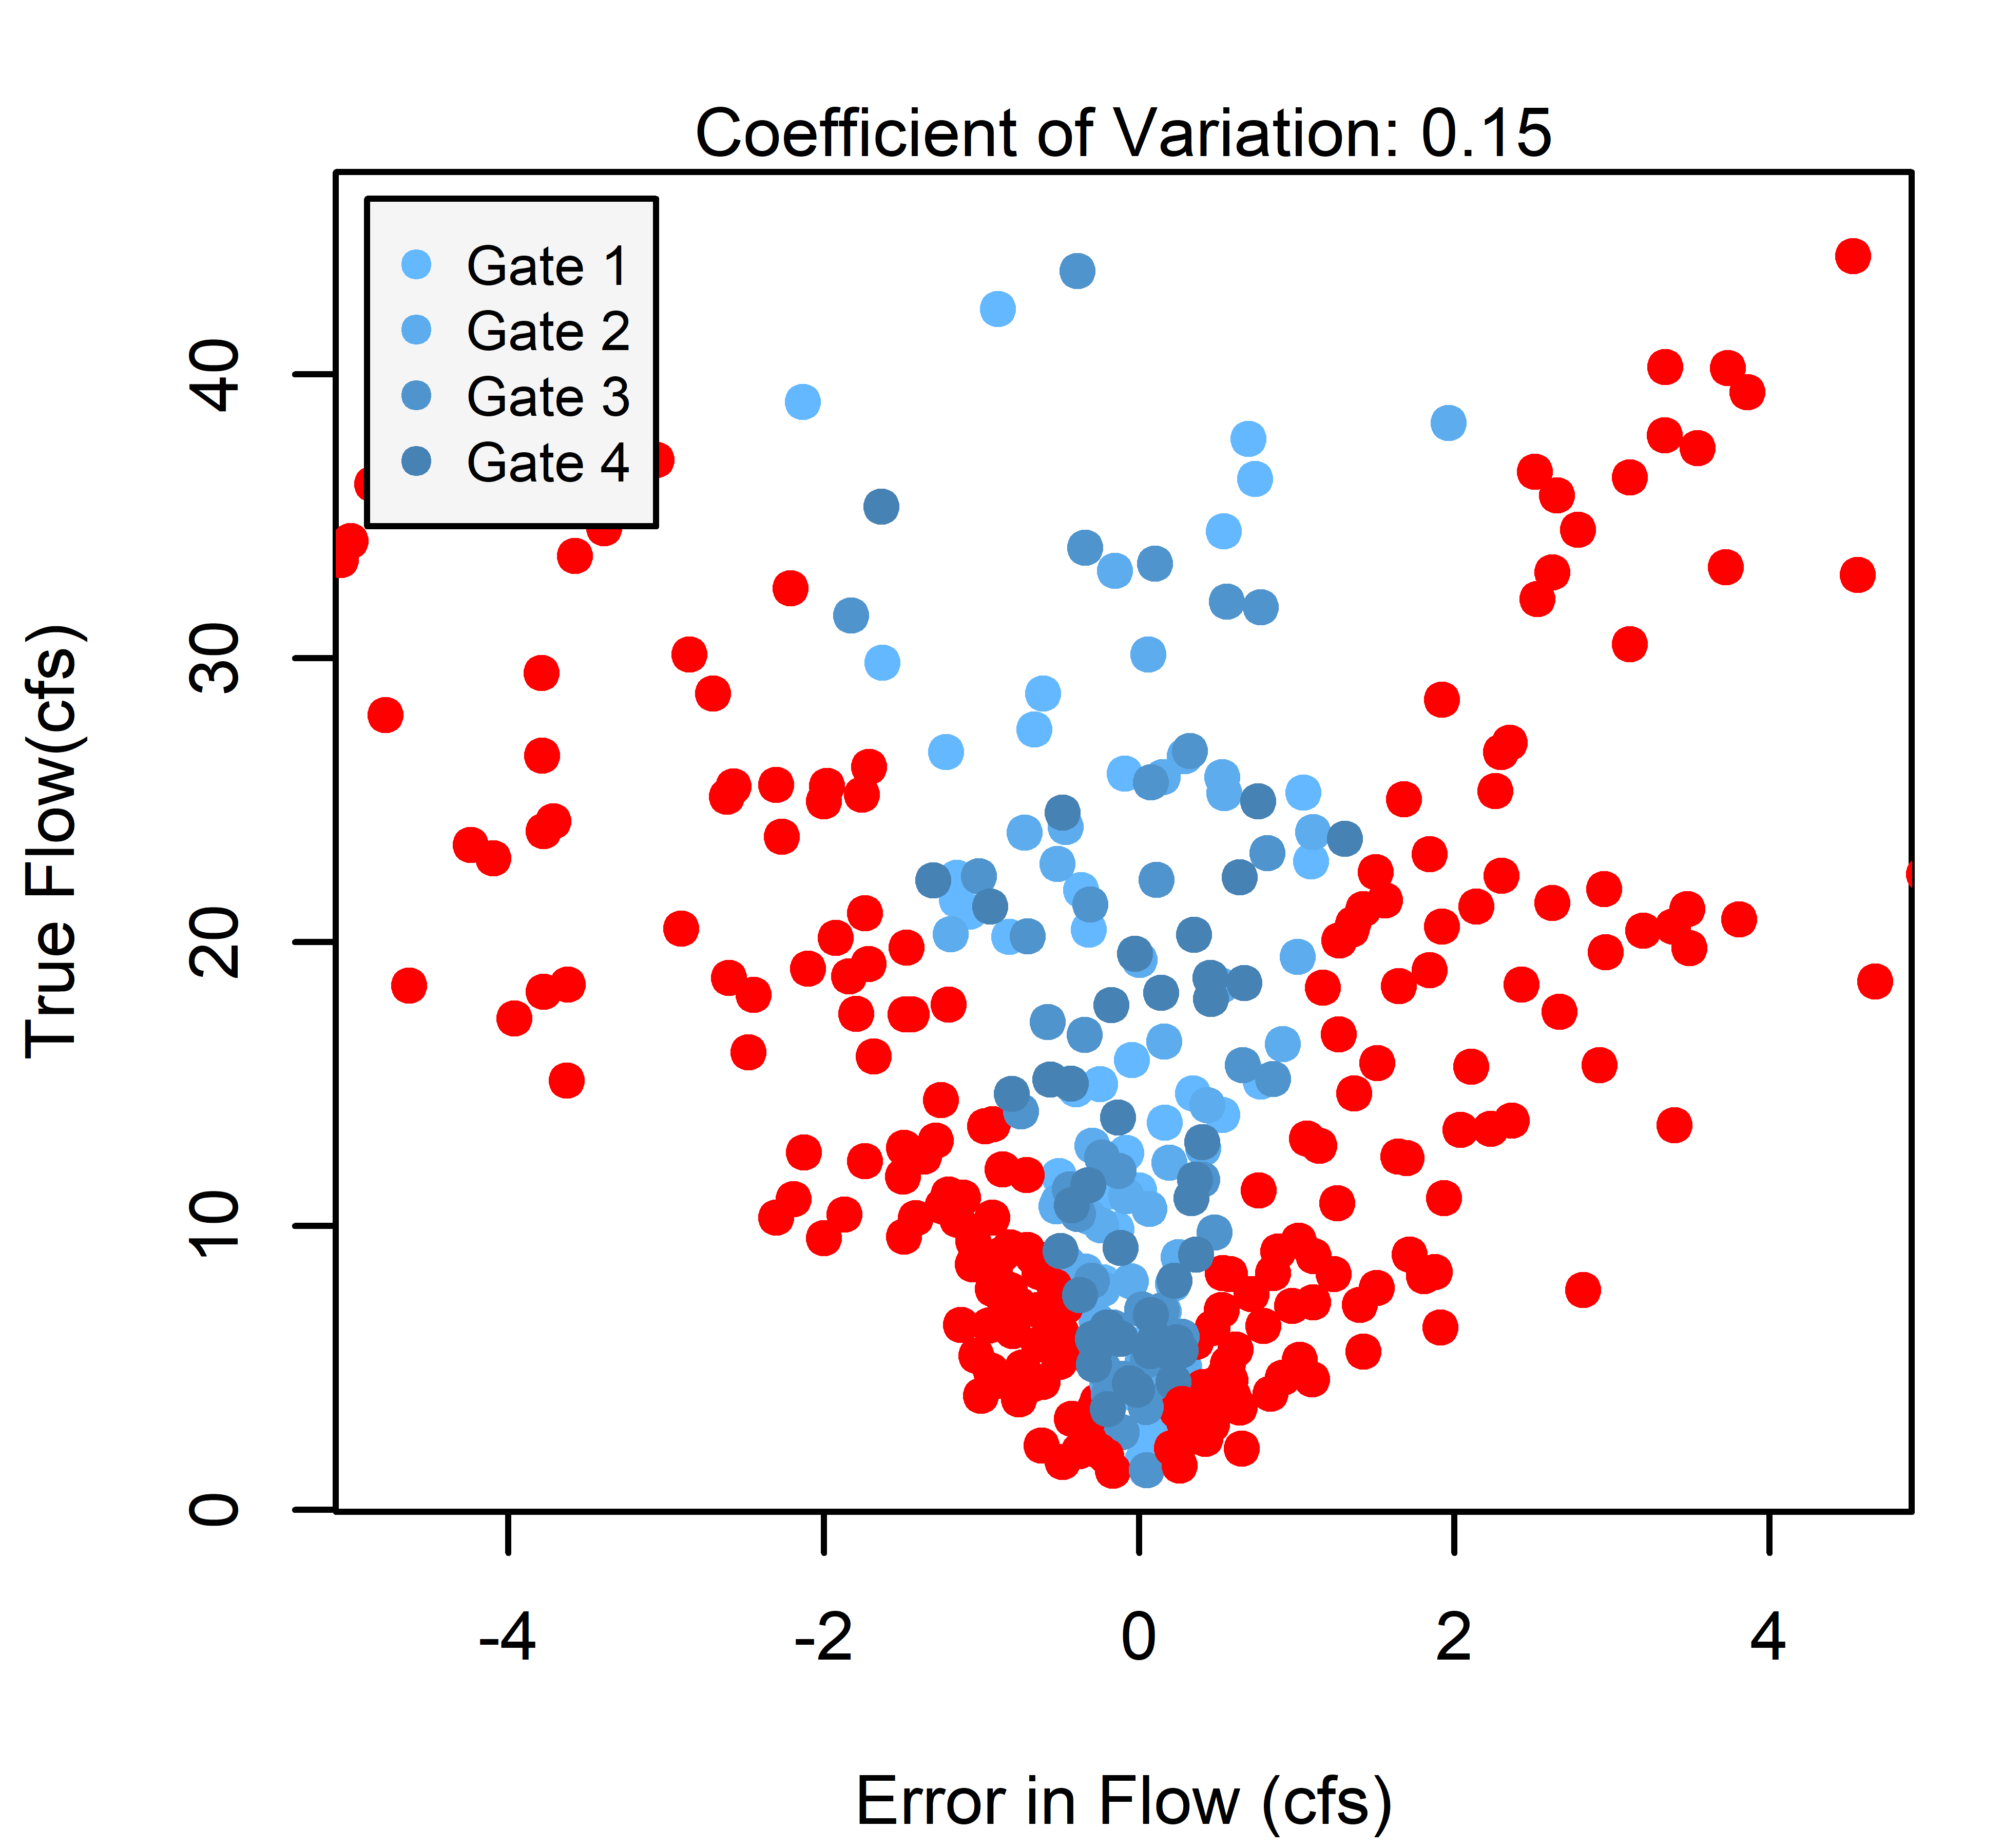 Coefficient of Variation: 0.15
Gate 1
Gate 2
Gate 3
Gate 4
True Flow(cfs)
40
30
20
10
0
-4 -2 0 2 4
Error in Flow (cfs)